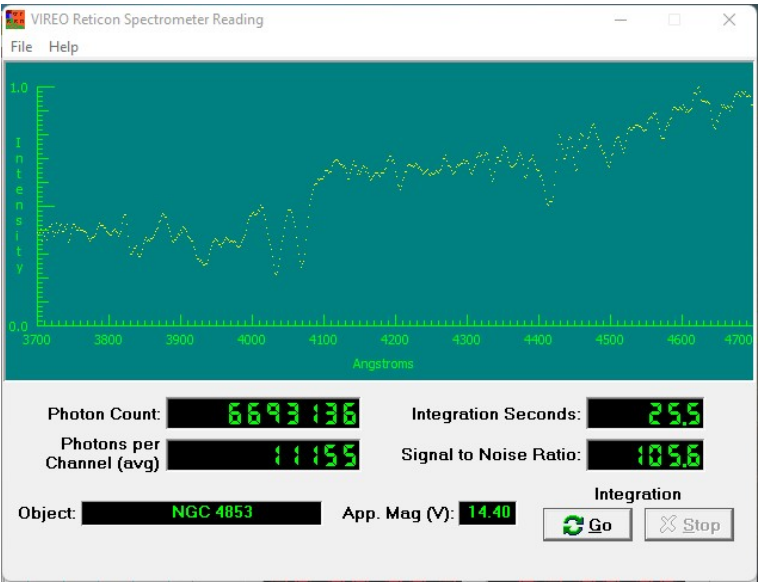 VIREO Reticon Spectrometer Reading
File Help
1.0
Intensity
0.0
3700 3800 3900 4000 4100 4200 4300 4400 4500 4600 4700
Angstroms
Photon Count: 6693136 Integration Seconds: 25.5
Photons per Channel (avg) 11155 Signal to Noise Ratio: 105.6
Object: NGC 4853 App. Mag (V): 14.40 Integration
Go Stop